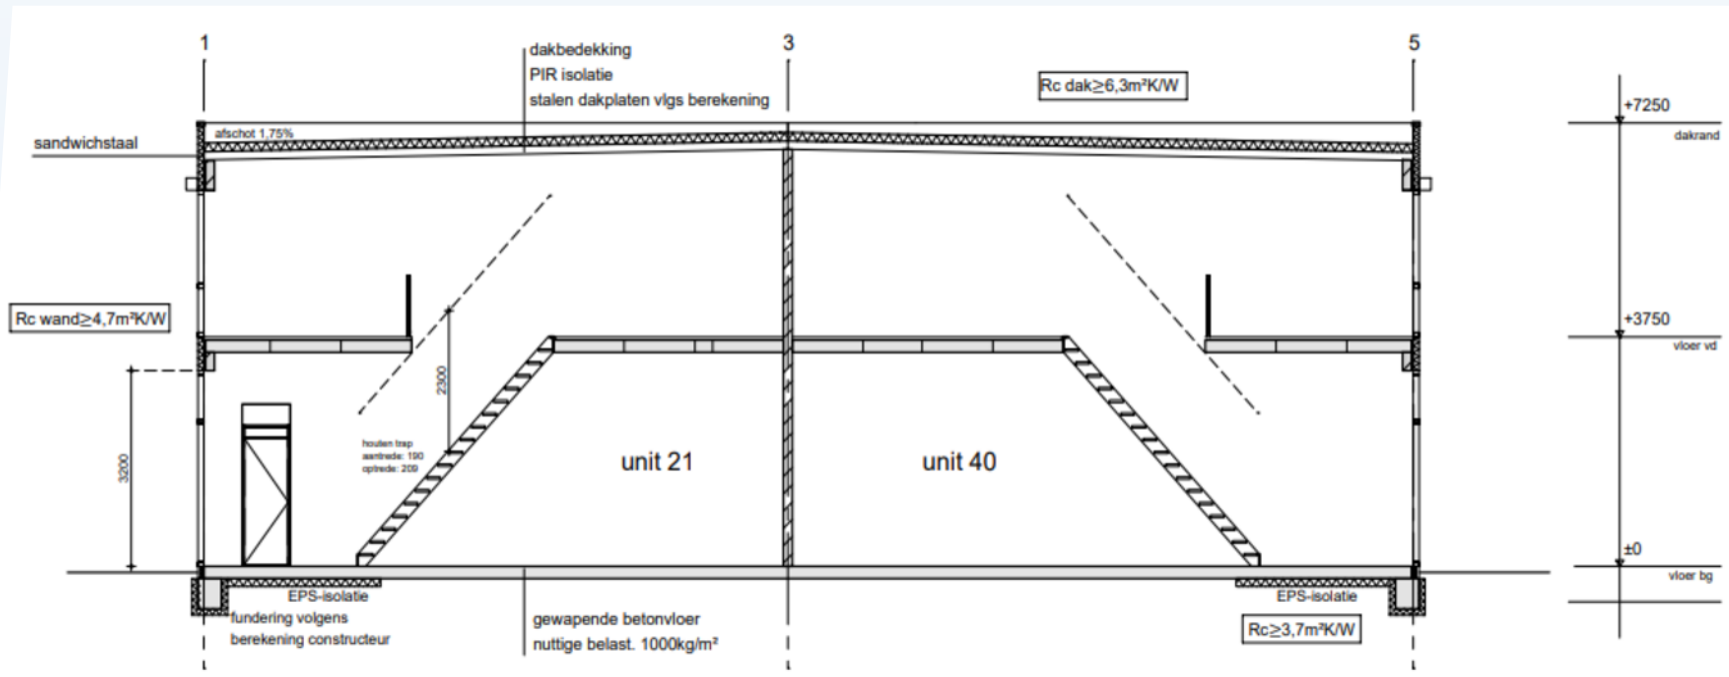 1
3
5
dakbedekking
PIR isolatie
stalen dakplaten vlgs berekening
Rc dak≥6,3m²K/W
+7250
dakrand
afschot 1,75%
sandwichstaal
Rc wand≥4,7m²K/W
+3750
vloer vd
2300
houten trap
aantrede: 190
optrede: 209
3200
unit 21
unit 40
±0
vloer bg
EPS-isolatie
fundering volgens
berekening constructeur
gewapende betonvloer
nuttige belast. 1000kg/m²
EPS-isolatie
Rc≥3,7m²K/W